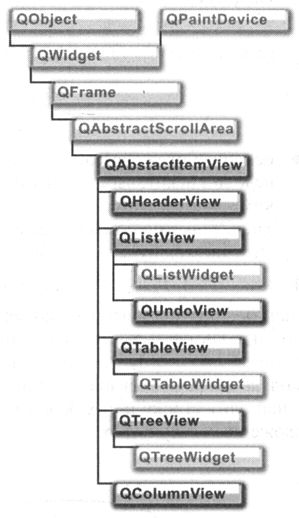 QObject QPaintDevice
QWidget
QFrame
QAbstractScrollArea
QAbstactItemView
QHeaderView
QListView
QListWidget
QUndoView
QTableView
QTableWidget
QTreeView
QTreeWidget
QColumnView